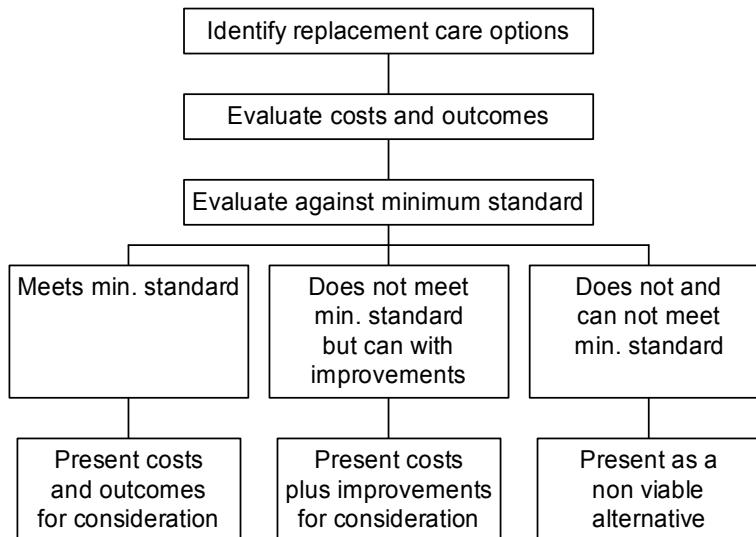 Identify replacement care options
Evaluate costs and outcomes
Evaluate against minimum standard
Meets min. standard
Does not meet
min. standard
but can with
improvements
Does not and
can not meet
min. standard
Present costs
and outcomes
for consideration
Present costs
plus improvements
for consideration
Present as a
non viable
alternative